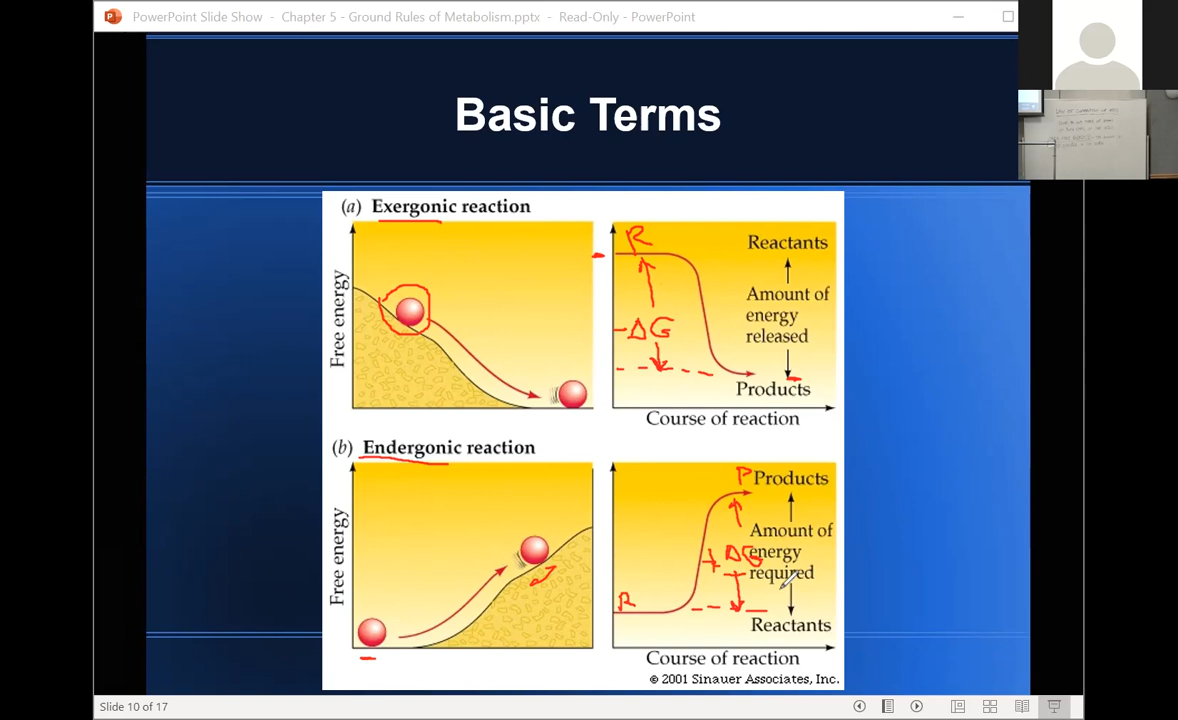 PowerPoint Slide Show - Chapter 5 - Ground Rules of Metabolism.pptx - Read-Only - PowerPoint
Basic Terms
(a) Exergonic reaction
Free energy
R
-ΔG
Reactants
Amount of
energy
released
Products
Course of reaction
(b) Endergonic reaction
Free energy
P
Products
Amount of
energy
required
+ΔG
R
Reactants
Course of reaction
© 2001 Sinauer Associates, Inc.
Slide 10 of 17